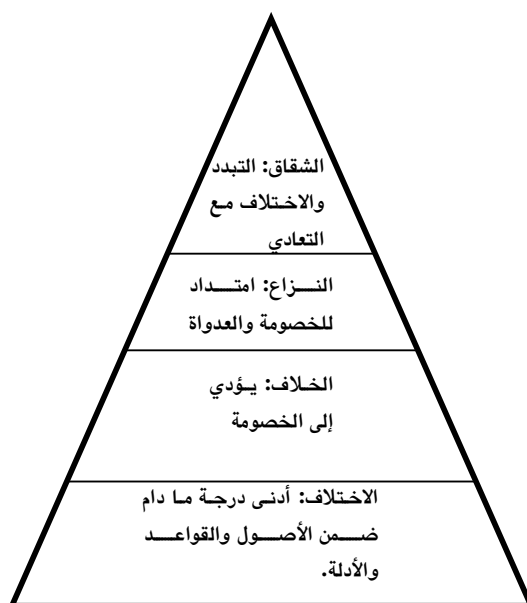 الشقاق: التبدد
والاختلاف مع
التعادي
النزاع: امتداد
للخصومة والعدواة
الخلاف: يؤدي
إلى الخصومة
الاختلاف: أدنى درجة ما دام
ضمن الأصول والقواعد
والأدلة.